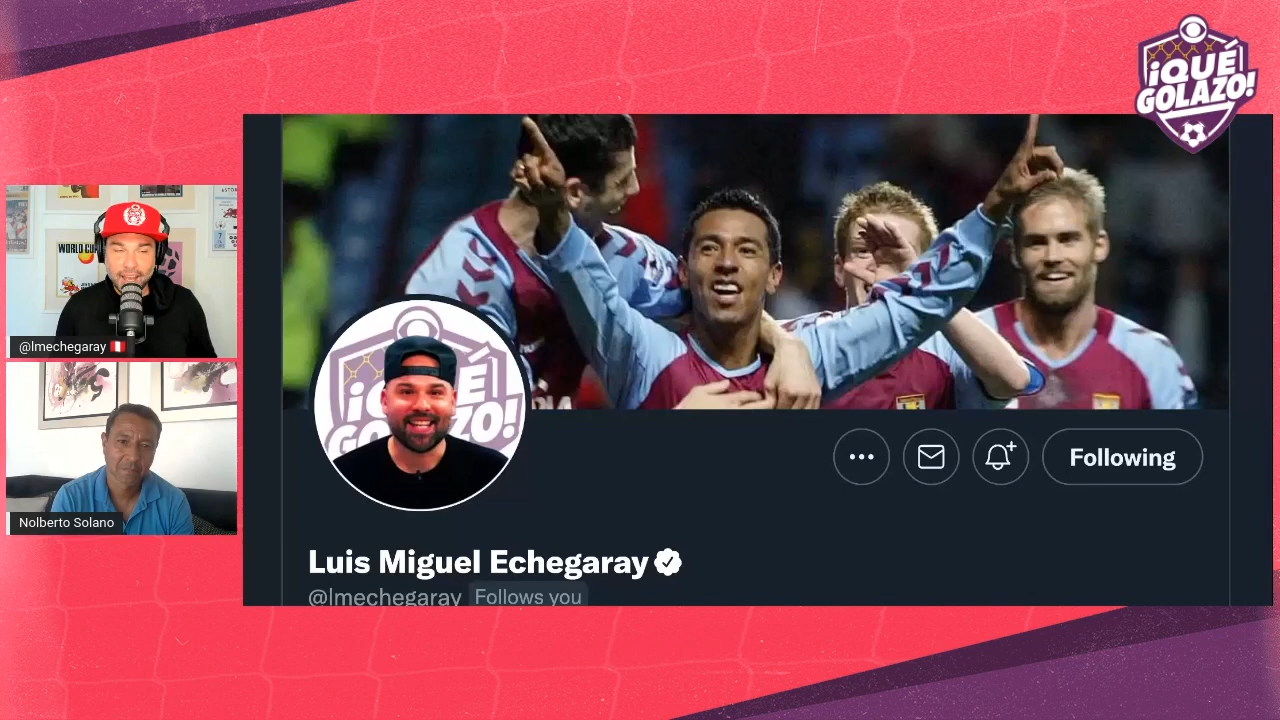 ¡QUÉ
GOLAZO!
WORLD CUP
@lmechegaray
Nolberto Solano
Following
Luis Miguel Echegaray
@lmechegaray Follows you